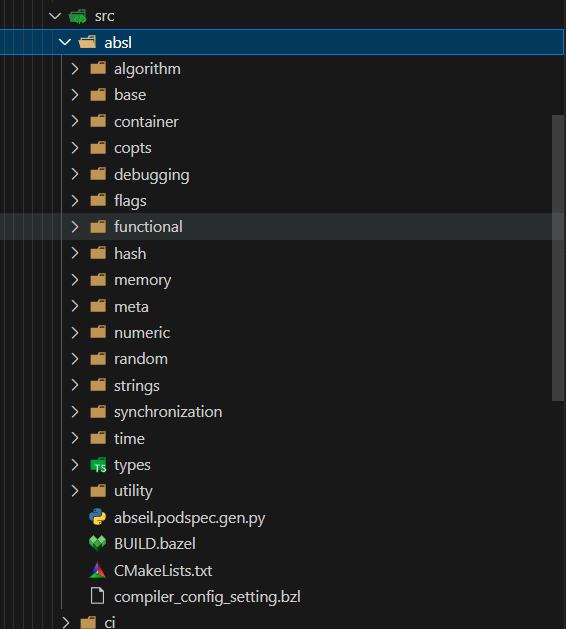 src
absl
algorithm
base
container
copts
debugging
flags
functional
hash
memory
meta
numeric
random
strings
synchronization
time
TS types
utility
abseil.podspec.gen.py
BUILD.bazel
CMakeLists.txt
compiler_config_setting.bzl
ci